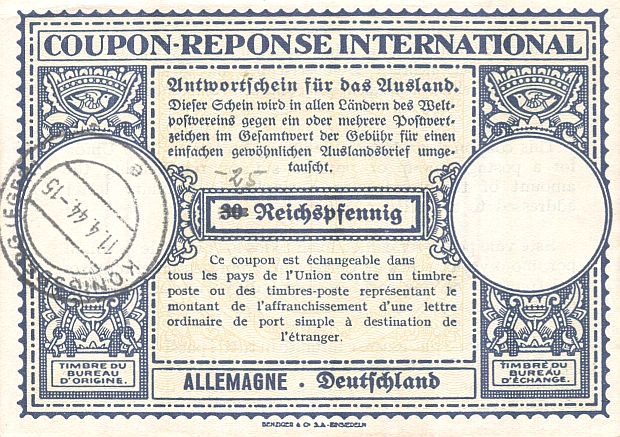 COUPON-REPONSE INTERNATIONAL
Antwortschein für das Ausland.
Dieser Schein wird in allen Ländern des Welt-
postvereins gegen ein oder mehrere Postwert-
zeichen im Gesamtwert der Gebühr für einen
einfachen gewöhnlichen Auslandsbrief umge-
tauscht.
25
30 Reichspfennig
Ce coupon est échangeable dans
tous les pays de l'Union contre un timbre-
poste ou des timbres-poste représentant le
montant de l'affranchissement d'une lettre
ordinaire de port simple à destination de
l'étranger.
KÖNIGSBERG (EGER)
11.4.44.-15
e
TIMBRE DU
BUREAU
D'ORIGINE.
TIMBRE DU
BUREAU
D'ÉCHANGE.
ALLEMAGNE . Deutschland
BENZIGER & Co S.A. - EINSIEDELN